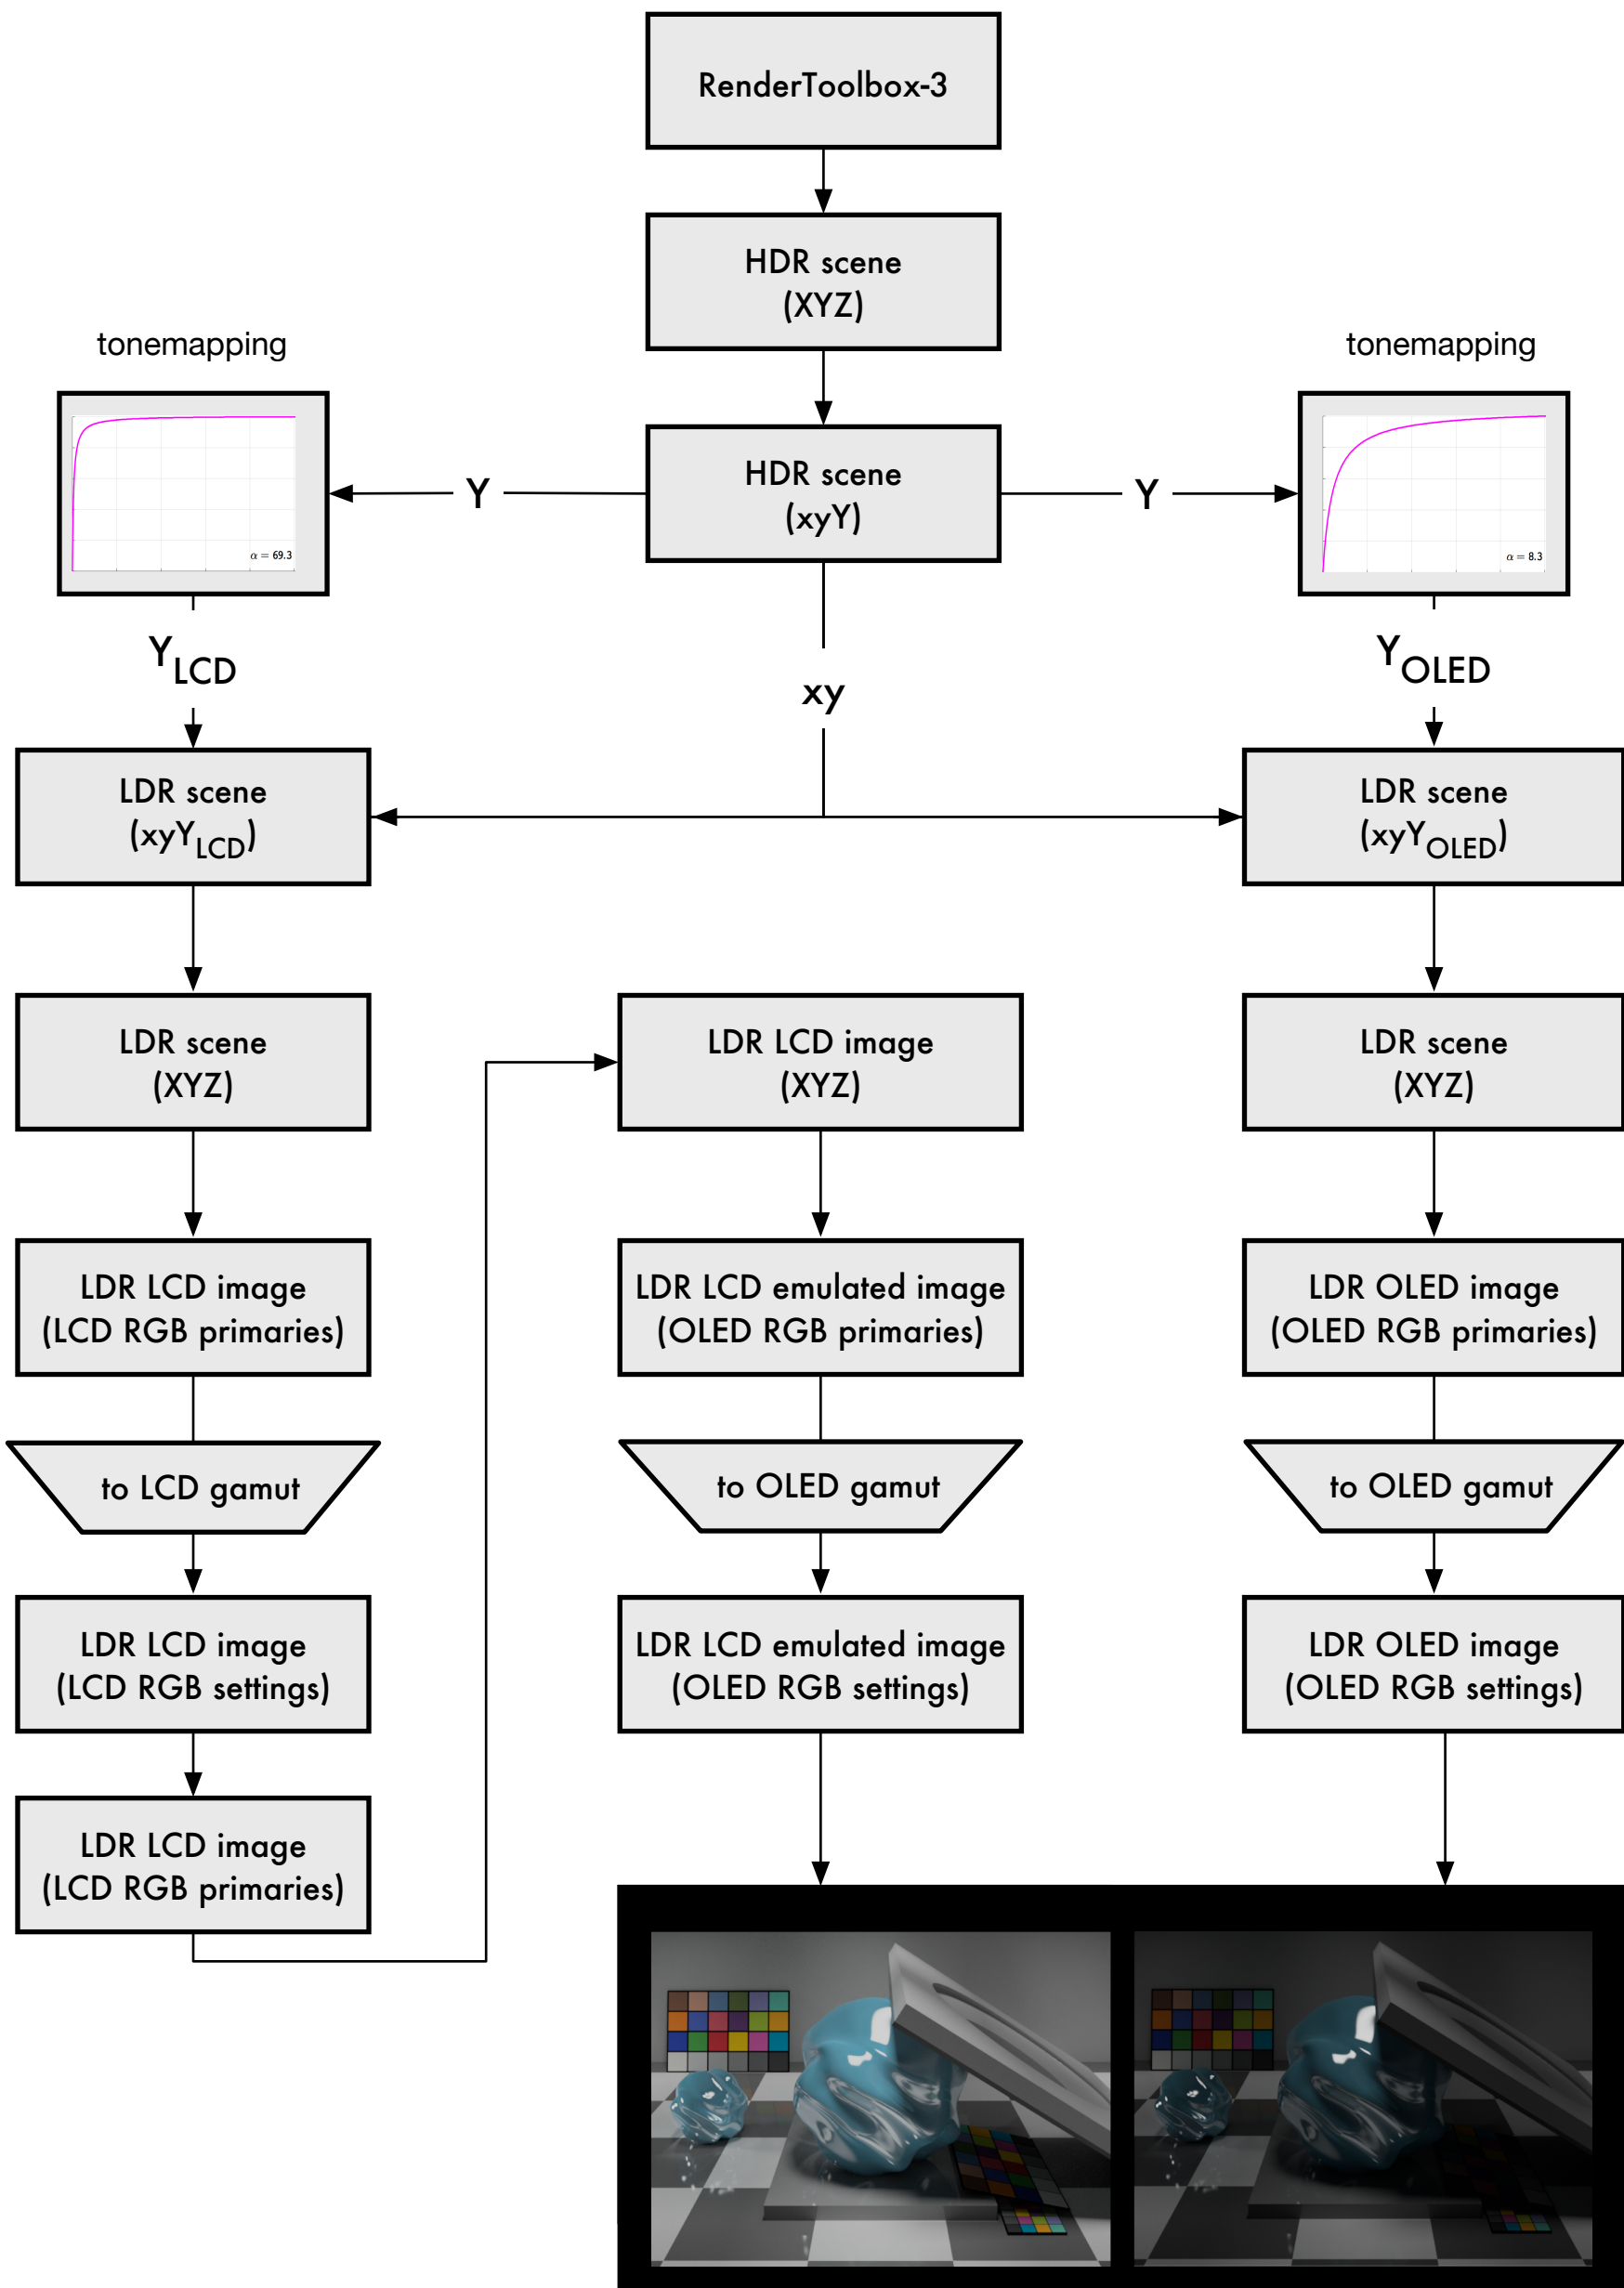 RenderToolbox-3
HDR scene
(XYZ)
tonemapping
tonemapping
HDR scene
(xyY)
Y
Y
α = 69.3
α = 8.3
Y_LCD
xy
Y_OLED
LDR scene
(xyY_LCD)
LDR scene
(xyY_OLED)
LDR scene
(XYZ)
LDR LCD image
(XYZ)
LDR scene
(XYZ)
LDR LCD image
(LCD RGB primaries)
LDR LCD emulated image
(OLED RGB primaries)
LDR OLED image
(OLED RGB primaries)
to LCD gamut
to OLED gamut
to OLED gamut
LDR LCD image
(LCD RGB settings)
LDR LCD emulated image
(OLED RGB settings)
LDR OLED image
(OLED RGB settings)
LDR LCD image
(LCD RGB primaries)